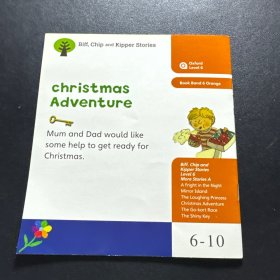 Biff, Chip and Kipper Stories
Oxford
Level 6
Book Band 6 Orange
christmas
Adventure
Mum and Dad would like
some help to get ready for
Christmas.
Biff, Chip and
Kipper Stories
Level 6
More Stories A
A Fright in the Night
Mirror Island
The Laughing Princess
Christmas Adventure
The Go-kart Race
The Shiny Key
6-10